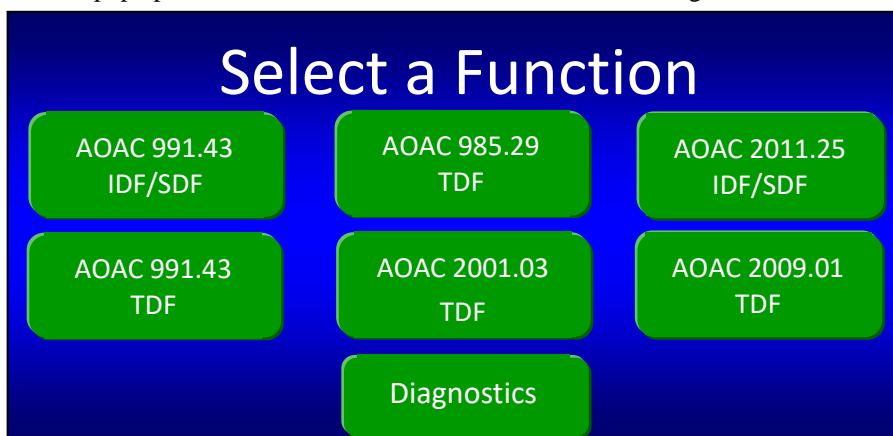 Select a Function
AOAC 991.43
IDF/SDF
AOAC 985.29
TDF
AOAC 2011.25
IDF/SDF
AOAC 991.43
TDF
AOAC 2001.03
TDF
AOAC 2009.01
TDF
Diagnostics